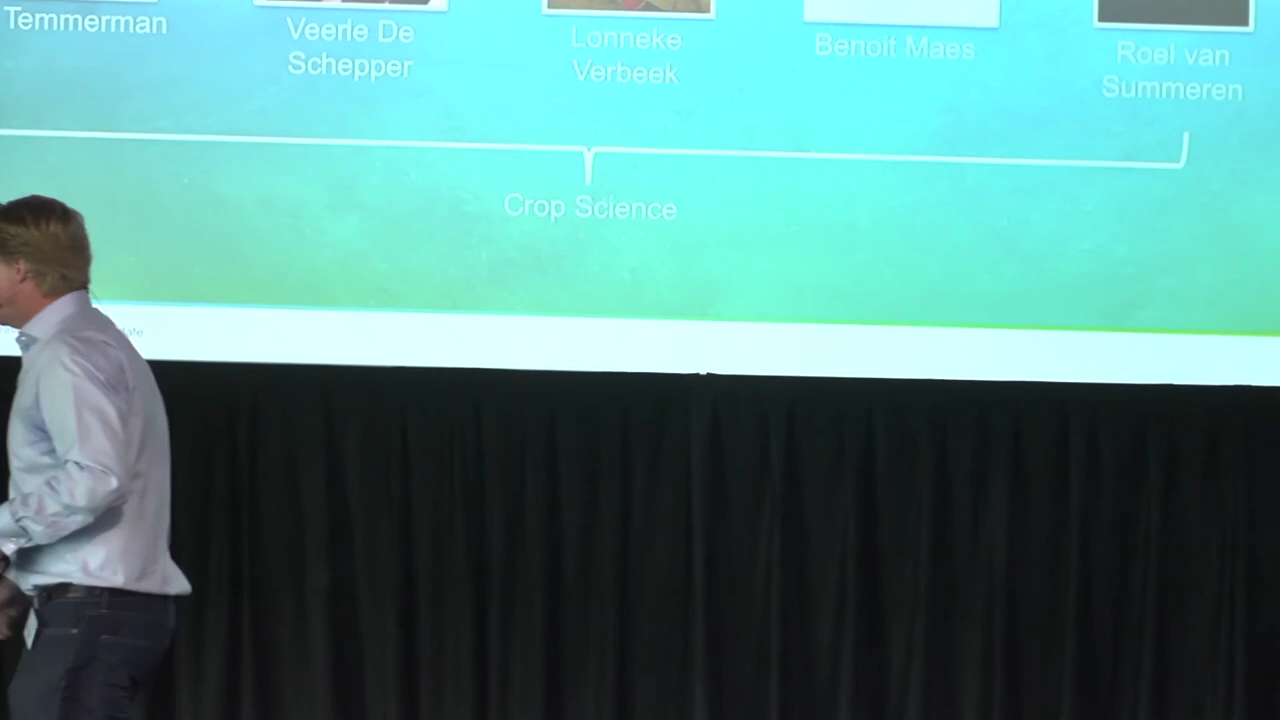 Temmerman
Veerle De
Schepper
Lonneke
Verbeek
Benoit Maes
Roel van
Summeren
Crop Science